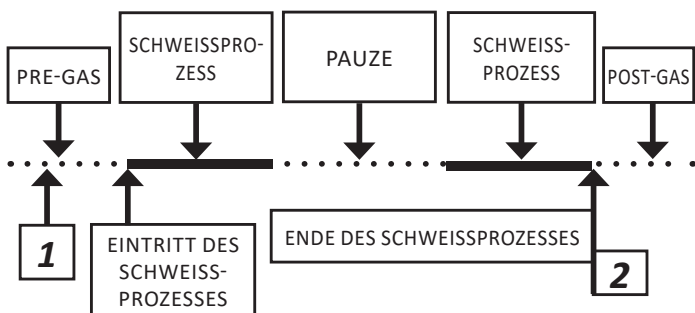 PRE-GAS
SCHWEISSPRO-
ZESS
PAUZE
SCHWEISS-
PROZESS
POST-GAS
1
EINTRITT DES
SCHWEISS-
PROZESSES
ENDE DES SCHWEISSPROZESSES
2